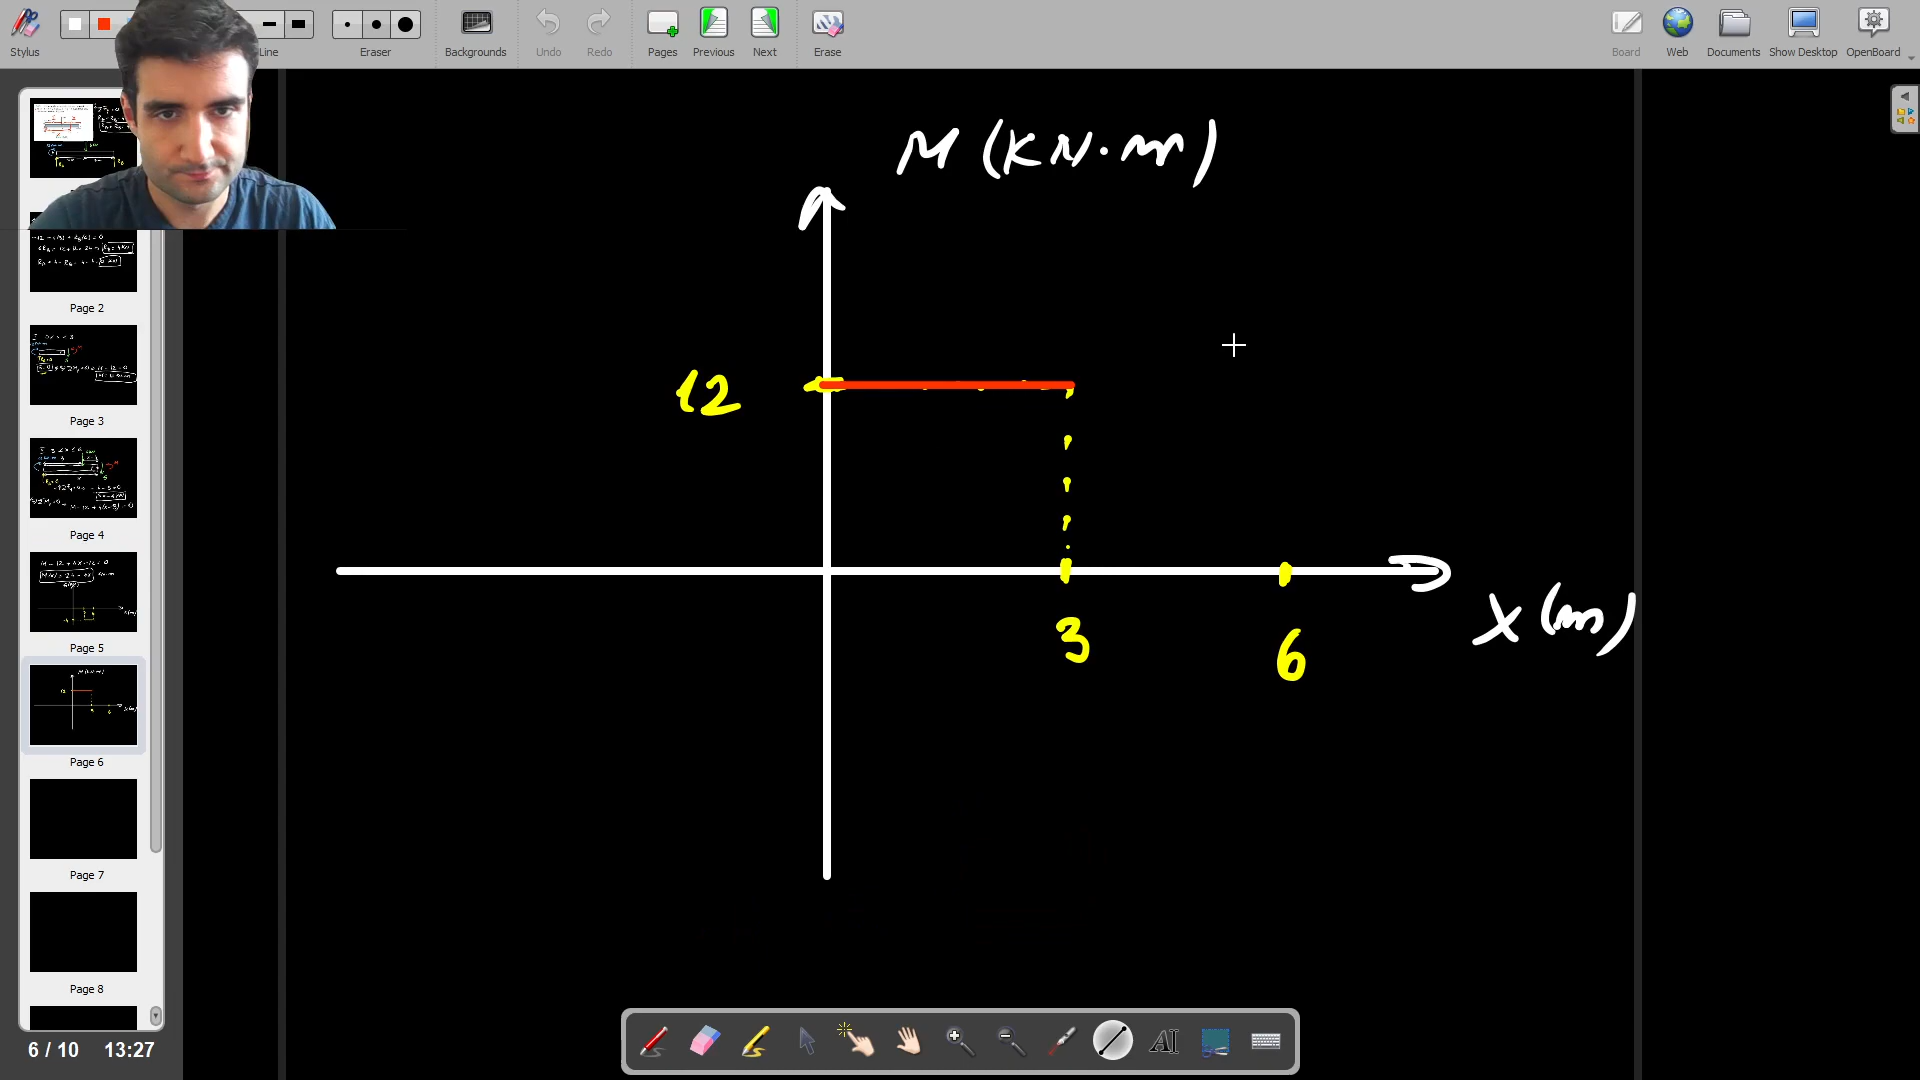 Stylus
Line
Eraser
Backgrounds
Undo
Redo
Pages
Previous
Next
Erase
Board
Web
Documents
Show Desktop
OpenBoard
M (KN·m)
12
3
6
X (m)
Page 2
Page 3
Page 4
Page 5
Page 6
Page 7
Page 8
6 / 10 13:27